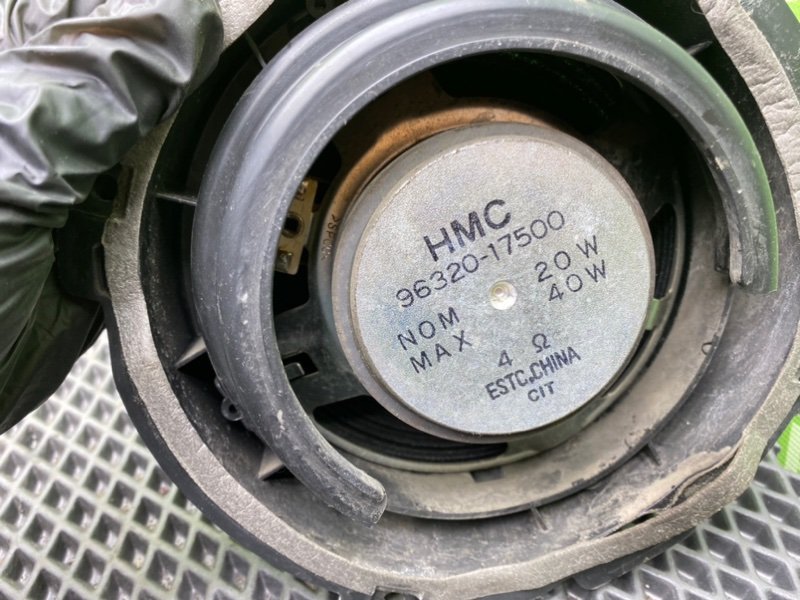 HMC
96320-17500
NOM 20 W
MAX 40 W
4 Ω
ESTC.CHINA
CIT